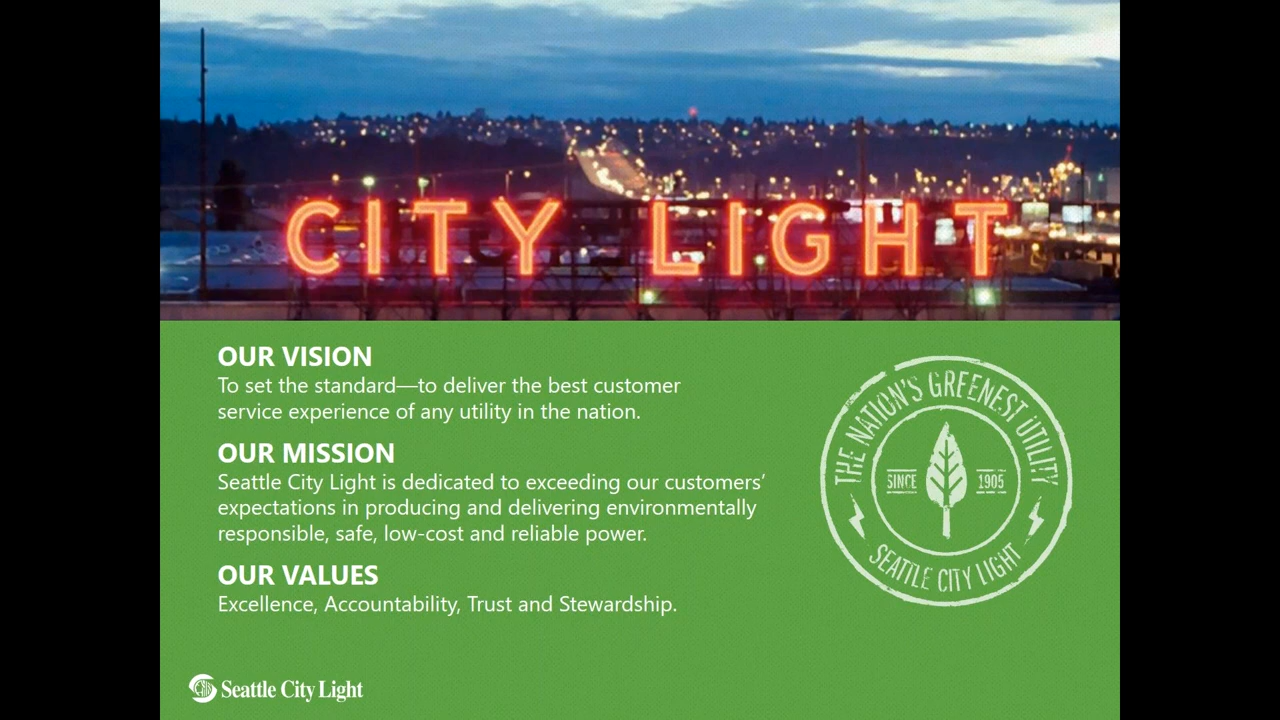 CITY LIGHT
OUR VISION
To set the standard—to deliver the best customer
service experience of any utility in the nation.
OUR MISSION
Seattle City Light is dedicated to exceeding our customers’
expectations in producing and delivering environmentally
responsible, safe, low-cost and reliable power.
OUR VALUES
Excellence, Accountability, Trust and Stewardship.
THE NATION'S GREENEST UTILITY
SINCE 1905
SEATTLE CITY LIGHT
Seattle City Light